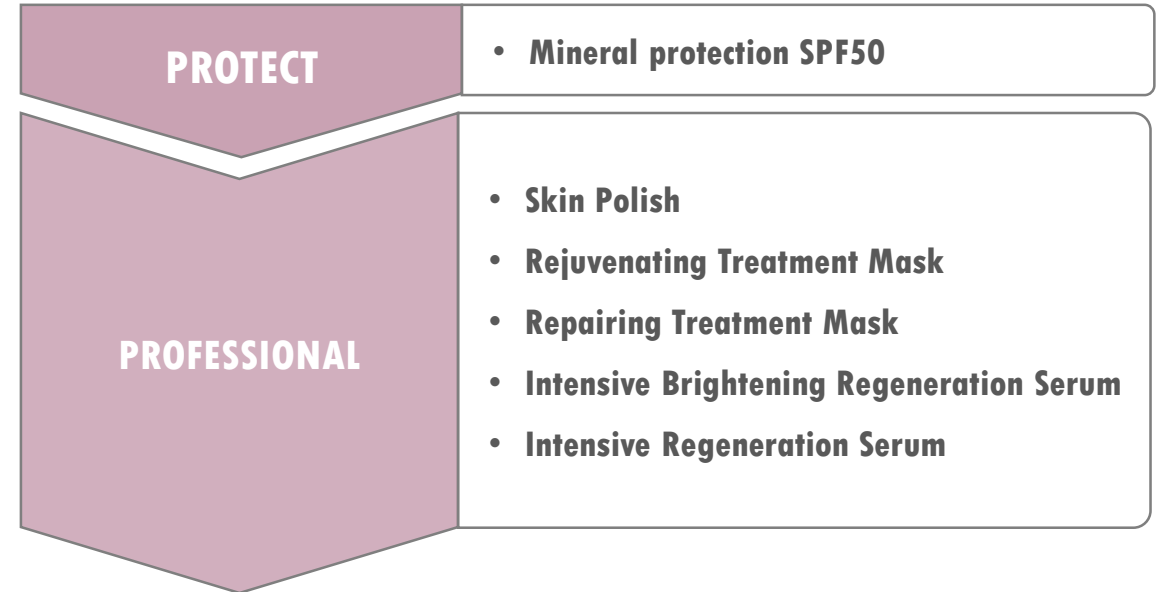 PROTECT
• Mineral protection SPF50
PROFESSIONAL
• Skin Polish
• Rejuvenating Treatment Mask
• Repairing Treatment Mask
• Intensive Brightening Regeneration Serum
• Intensive Regeneration Serum